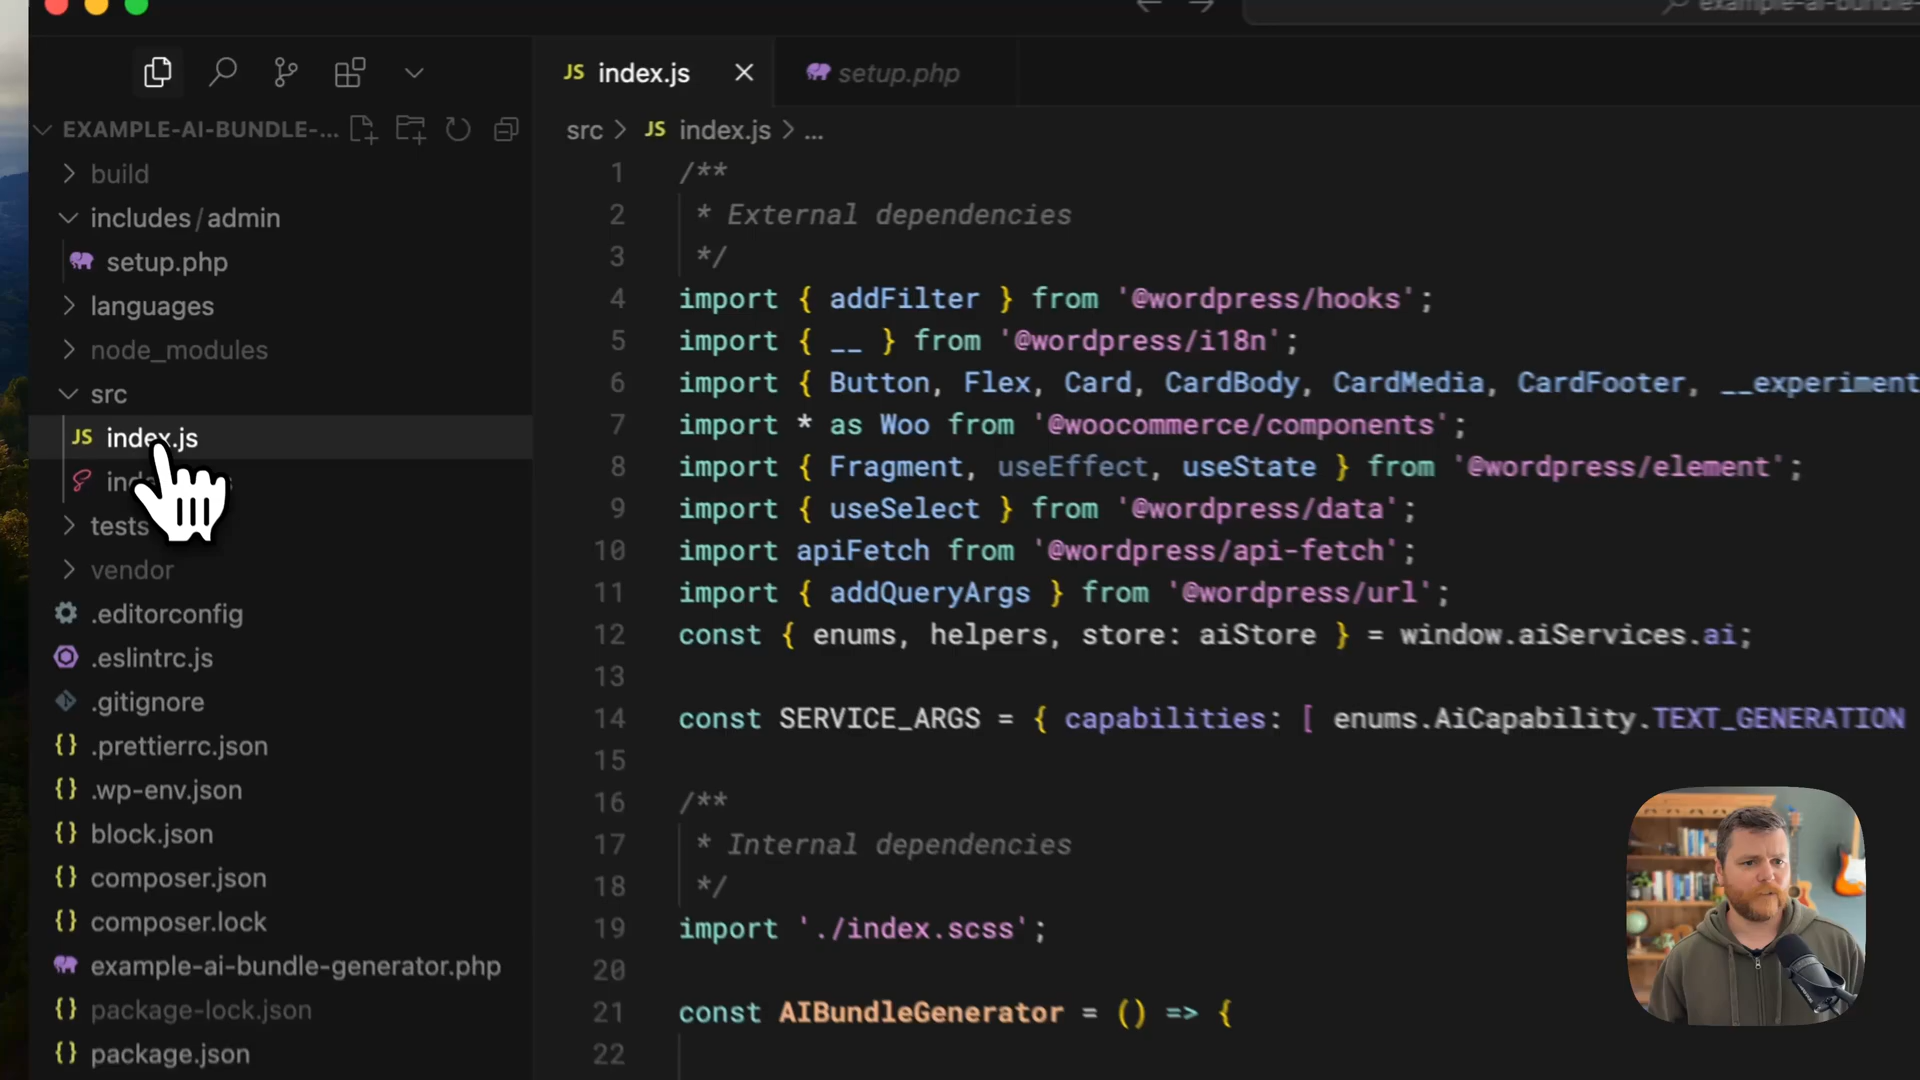 example-ai-bundle-
JS index.js
setup.php
EXAMPLE-AI-BUNDLE-...
src > JS index.js > ...
build
includes/admin
setup.php
languages
node_modules
src
JS index.js
tests
vendor
.editorconfig
.eslintrc.js
.gitignore
{} .prettierrc.json
{} .wp-env.json
{} block.json
{} composer.json
{} composer.lock
example-ai-bundle-generator.php
{} package-lock.json
{} package.json
1 /**
2 * External dependencies
3 */
4 import { addFilter } from '@wordpress/hooks';
5 import { __ } from '@wordpress/i18n';
6 import { Button, Flex, Card, CardBody, CardMedia, CardFooter, __experiment
7 import * as Woo from '@woocommerce/components';
8 import { Fragment, useEffect, useState } from '@wordpress/element';
9 import { useSelect } from '@wordpress/data';
10 import apiFetch from '@wordpress/api-fetch';
11 import { addQueryArgs } from '@wordpress/url';
12 const { enums, helpers, store: aiStore } = window.aiServices.ai;
13
14 const SERVICE_ARGS = { capabilities: [ enums.AiCapability.TEXT_GENERATION
15
16 /**
17 * Internal dependencies
18 */
19 import './index.scss';
20
21 const AIBundleGenerator = () => {
22